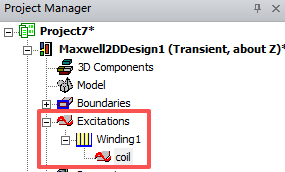 Project Manager
Project7*
Maxwell2DDesign1 (Transient, about Z)*
3D Components
Model
Boundaries
Excitations
Winding1
coil